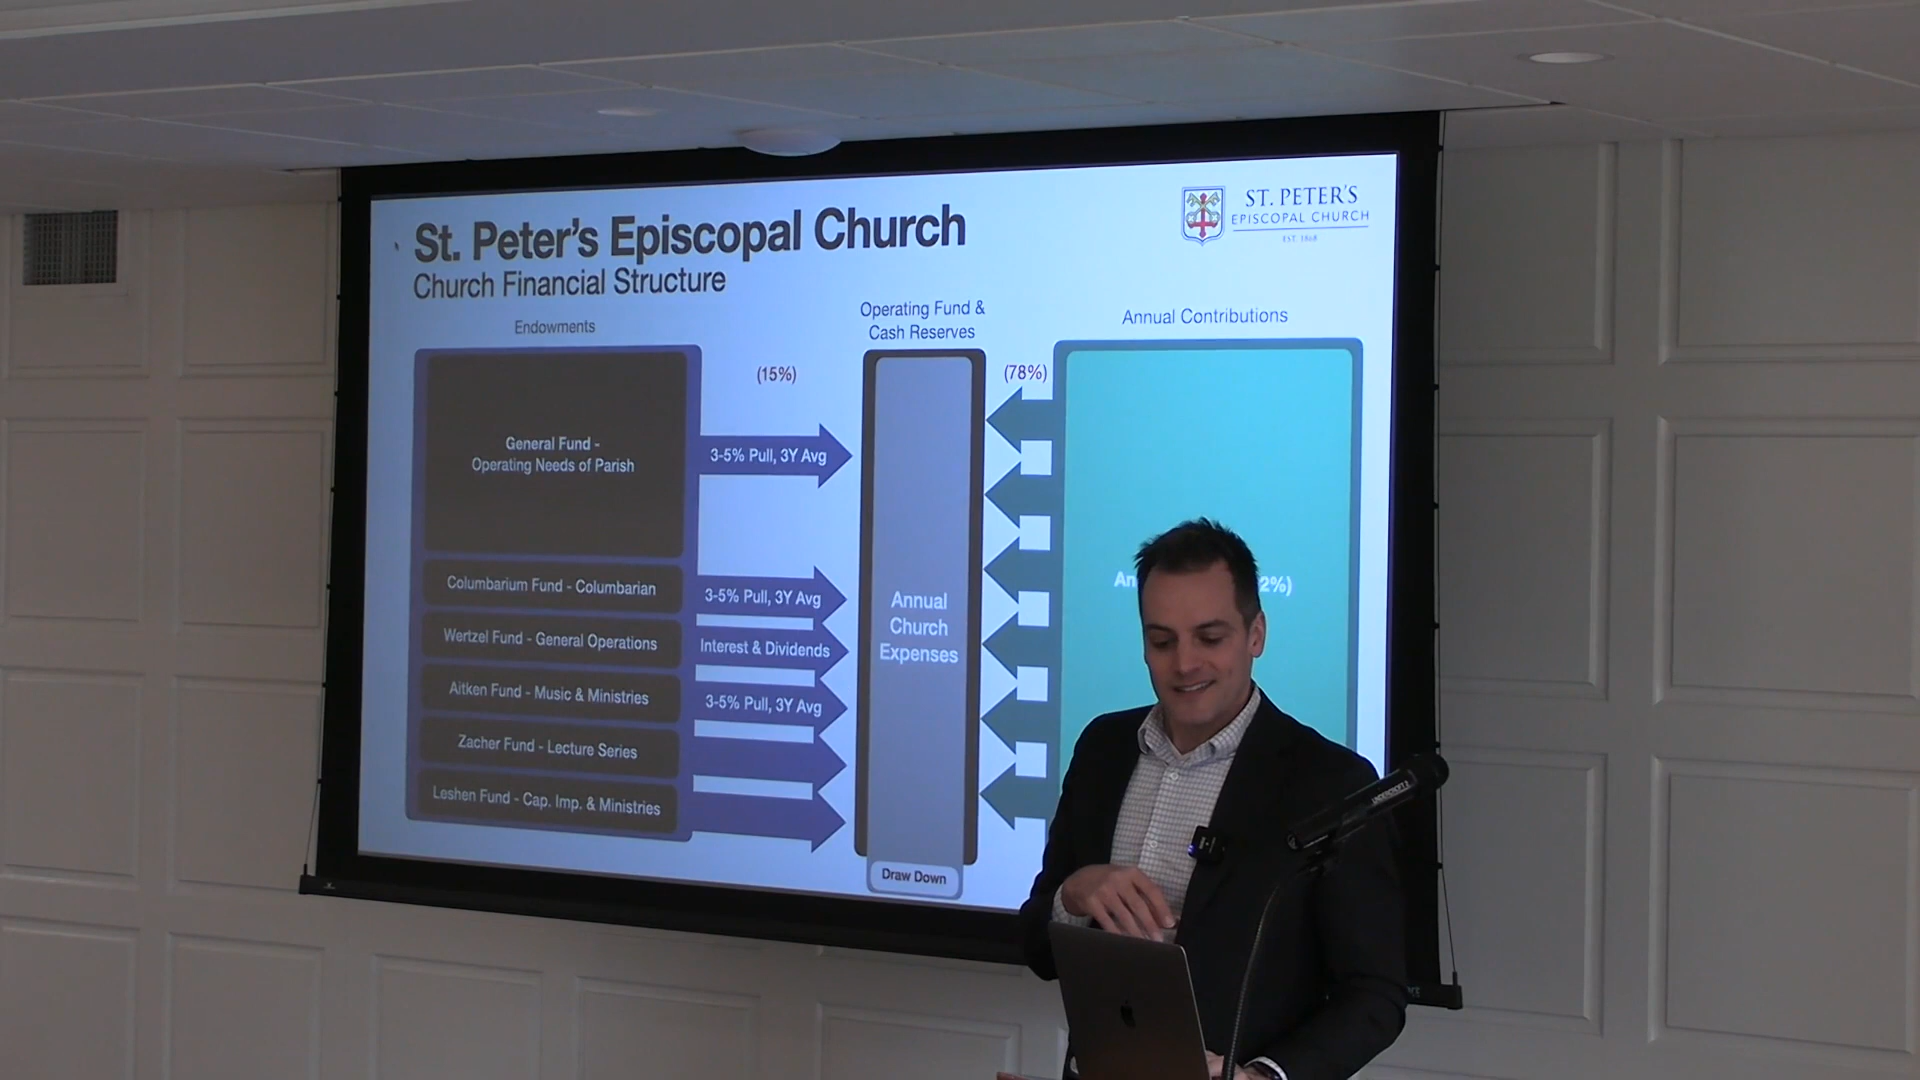 St. Peter's Episcopal Church
Church Financial Structure
ST. PETER'S
EPISCOPAL CHURCH
EST. 1868
Endowments
Operating Fund &
Cash Reserves
Annual Contributions
(15%)
(78%)
General Fund -
Operating Needs of Parish
3-5% Pull, 3Y Avg
Columbarium Fund - Columbarian
3-5% Pull, 3Y Avg
Wertzel Fund - General Operations
Interest & Dividends
Aitken Fund - Music & Ministries
3-5% Pull, 3Y Avg
Zacher Fund - Lecture Series
Leshen Fund - Cap. Imp. & Ministries
Annual
Church
Expenses
Draw Down
An
2%)